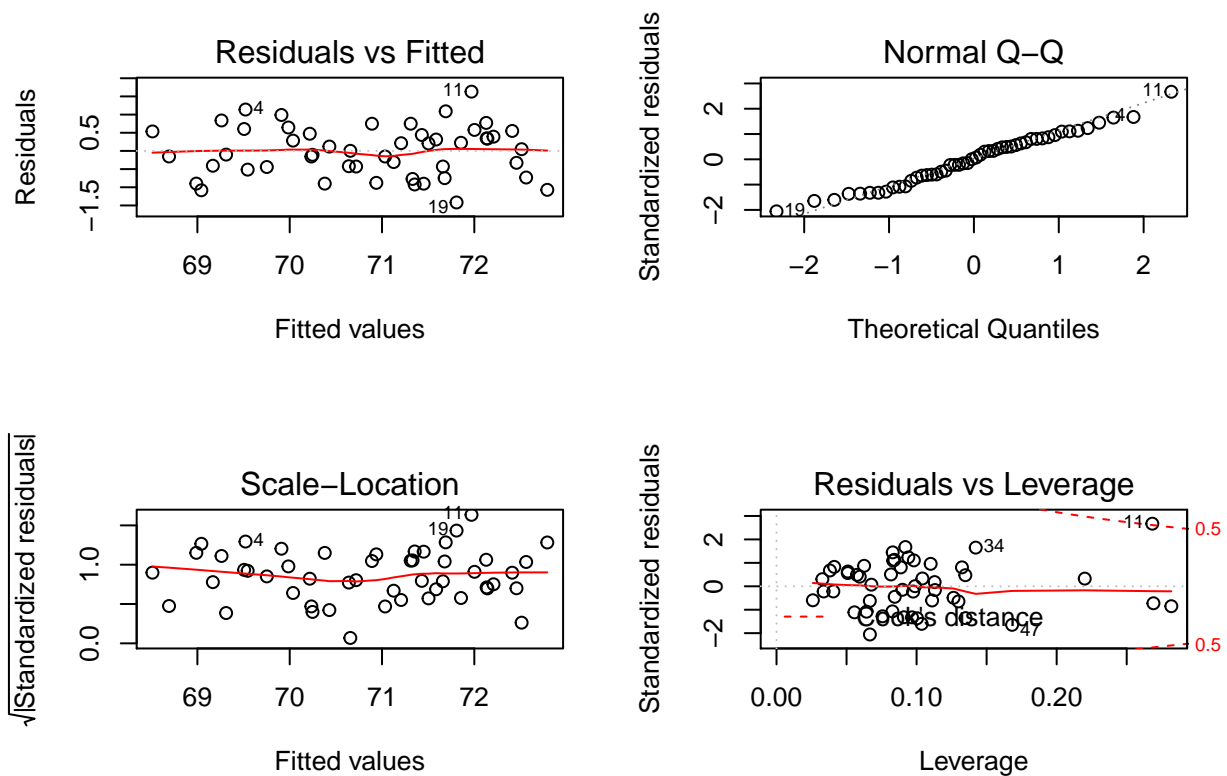 Residuals vs Fitted
Residuals
0.5
−1.5
4
11
19
69 70 71 72
Fitted values
Normal Q−Q
Standardized residuals
2
0
−2
11
4
19
−2 −1 0 1 2
Theoretical Quantiles
Scale−Location
√|Standardized residuals|
1.0
0.0
11
19
4
69 70 71 72
Fitted values
Residuals vs Leverage
Standardized residuals
2
0
−2
11
34
47
0.5
0.5
Cook's distance
0.00 0.10 0.20
Leverage